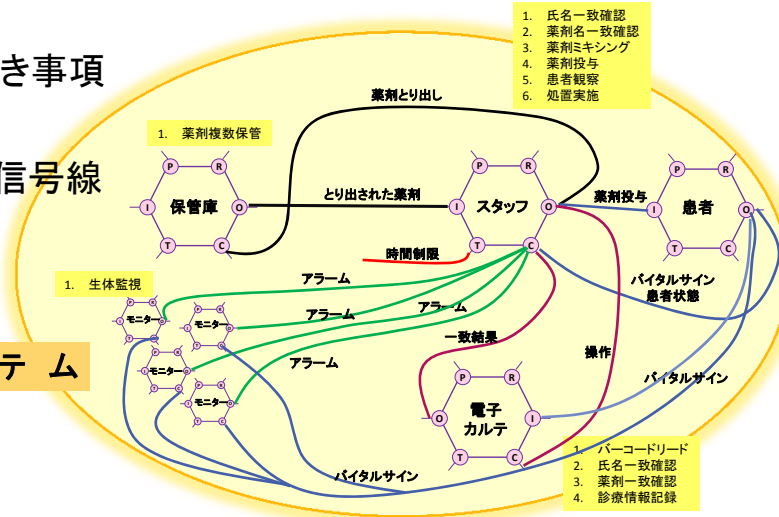 き事項
信号線
テ ム
1. 氏名一致確認
2. 薬剤名一致確認
3. 薬剤ミキシング
4. 薬剤投与
5. 患者観察
6. 処置実施
薬剤とり出し
1. 薬剤複数保管
P R
I 保管庫 O
T C
とり出された薬剤
P R
I スタッフ O
T C
薬剤投与
P R
I 患者 O
T C
時間制限
バイタルサイン
患者状態
1. 生体監視
アラーム
アラーム
アラーム
アラーム
P R
I モニター O
T C
P R
I モニター O
T C
P R
I モニター O
T C
P R
I モニター O
T C
一致結果
操作
バイタルサイン
P R
O 電子 I
カルテ
T C
バイタルサイン
1. バーコードリード
2. 氏名一致確認
3. 薬剤一致確認
4. 診療情報記録